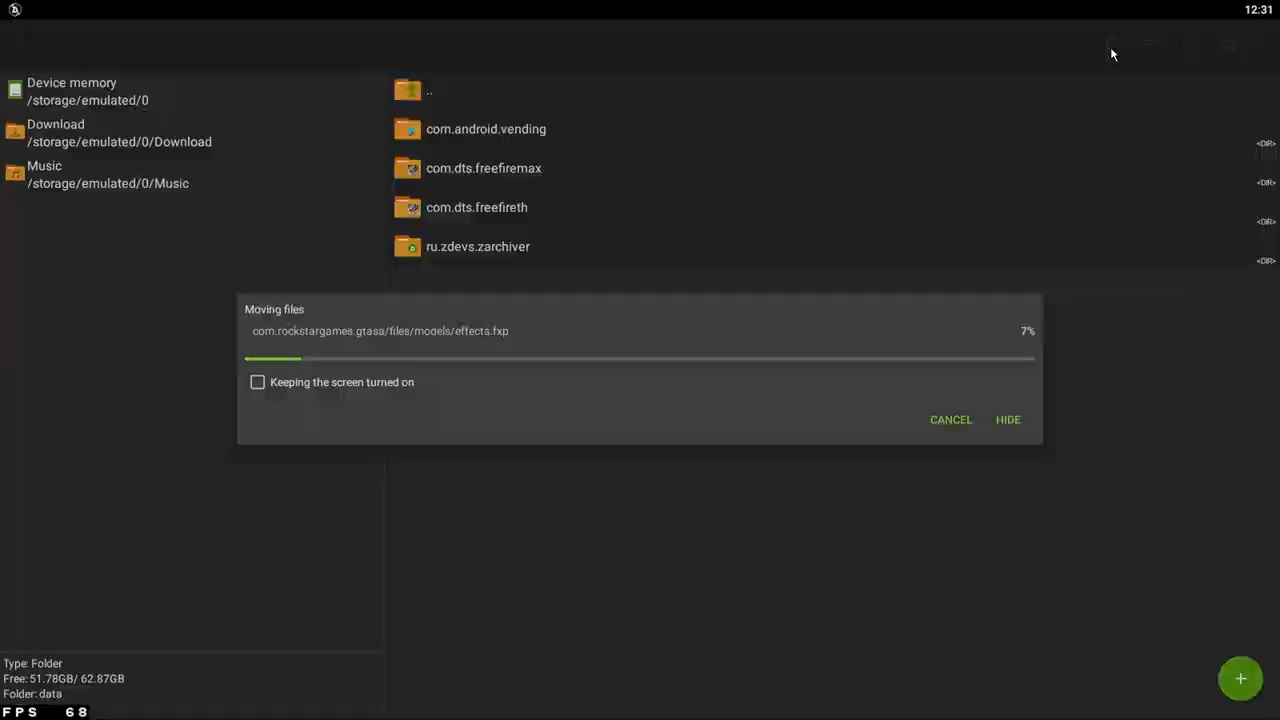 12:31
Device memory
/storage/emulated/0
Download
/storage/emulated/0/Download
Music
/storage/emulated/0/Music
..
com.android.vending
<DIR>
com.dts.freefiremax
<DIR>
com.dts.freefireth
<DIR>
ru.zdevs.zarchiver
<DIR>
Moving files
com.rockstargames.gtasa/files/models/effects.fxp
7%
Keeping the screen turned on
CANCEL HIDE
Type: Folder
Free: 51.78GB/ 62.87GB
Folder: data
FPS 68